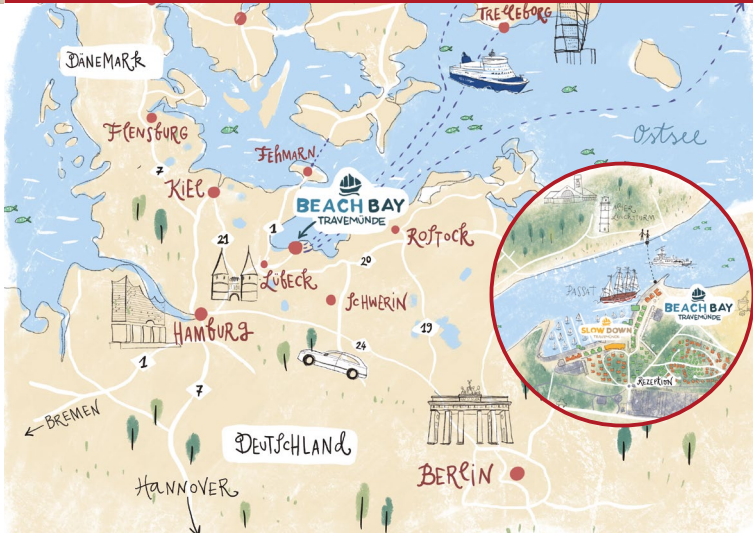 TRELLEBORG
DÄNEMARK
FLENSBURG
Ostsee
FEHMARN
7
KIEL
BEACH BAY
TRAVEMÜNDE
1
21
ROSTOCK
20
LÜBECK
SCHWERIN
PASSAT
BEACH BAY
TRAVEMÜNDE
HAMBURG
19
SLOW DOWN
TRAVEMÜNDE
24
1
REZEPTION
7
BREMEN
DEUTSCHLAND
BERLIN
HANNOVER